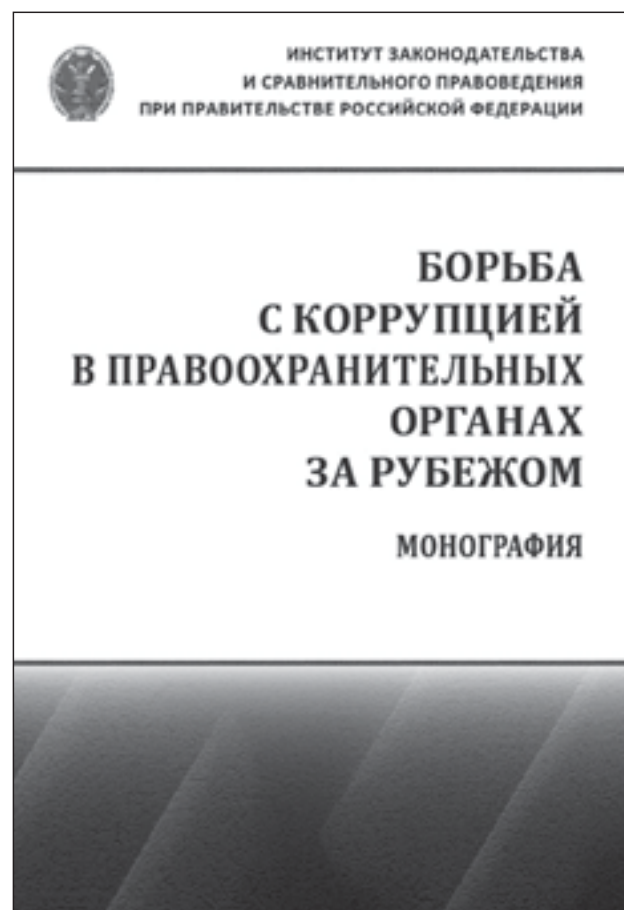 ИНСТИТУТ ЗАКОНОДАТЕЛЬСТВА
И СРАВНИТЕЛЬНОГО ПРАВОВЕДЕНИЯ
ПРИ ПРАВИТЕЛЬСТВЕ РОССИЙСКОЙ ФЕДЕРАЦИИ
БОРЬБА
С КОРРУПЦИЕЙ
В ПРАВООХРАНИТЕЛЬНЫХ
ОРГАНАХ
ЗА РУБЕЖОМ
МОНОГРАФИЯ